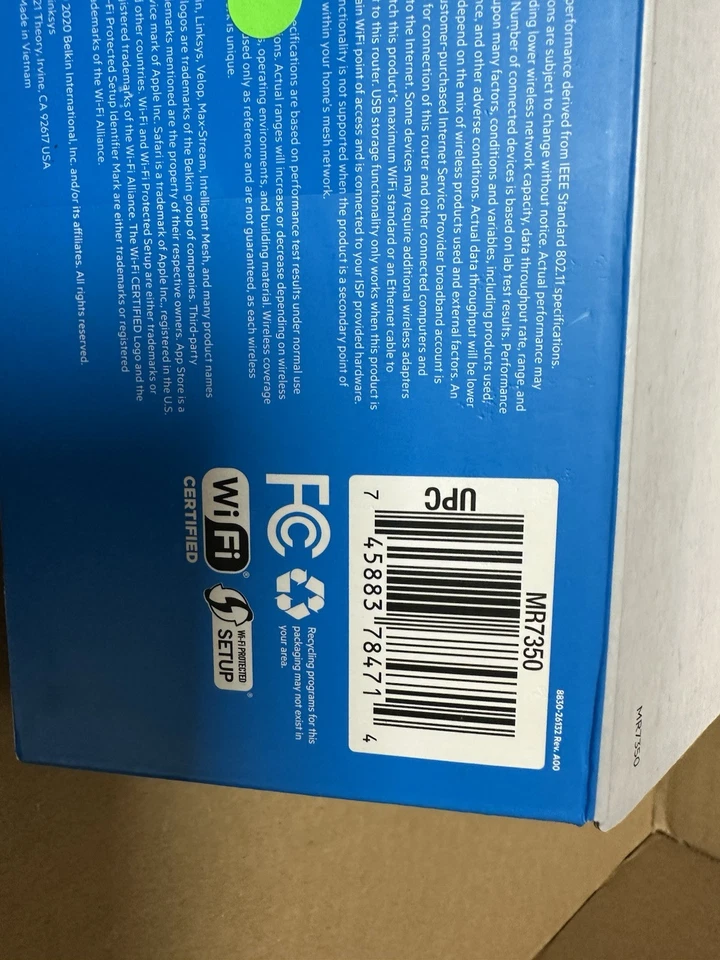 performance derived from IEEE Standard 802.11 specifications.
ons are subject to change without notice. Actual performance may
ding lower wireless network capacity, data throughput rate, range, and
Number of connected devices is based on lab test results. Performance
upon many factors, conditions and variables, including products used,
nce, and other adverse conditions. Actual data throughput will be lower
depend on the mix of wireless products used and external factors. An
ustomer-purchased Internet Service Provider broadband account is
for connection of this router and other connected computers and
to the Internet. Some devices may require additional wireless adapters
tch this product's maximum WiFi standard or an Ethernet cable to
t to this router. USB storage functionality only works when this product is
ain WiFi point of access and is connected to your ISP provided hardware.
nctionality is not supported when the product is a secondary point of
within your home's mesh network.
ecifications are based on performance test results under normal use
ons. Actual ranges will increase or decrease depending on wireless
s, operating environments, and building material. Wireless coverage
used only as reference and are not guaranteed, as each wireless
k is unique.
in, Linksys, Velop, Max-Stream, Intelligent Mesh, and many product names
logos are trademarks of the Belkin group of companies. Third-party
demarks mentioned are the property of their respective owners. App Store is a
vice mark of Apple Inc. Safari is a trademark of Apple Inc., registered in the U.S.
d other countries. Wi-Fi and Wi-Fi Protected Setup are either trademarks or
istered trademarks of the Wi-Fi Alliance. The Wi-Fi CERTIFIED Logo and the
-Fi Protected Setup Identifier Mark are either trademarks or registered
ademarks of the Wi-Fi Alliance.
2020 Belkin International, Inc. and/or its affiliates. All rights reserved.
inksys
21 Theory, Irvine, CA 92617 USA
Made in Vietnam
8830-26132 Rev. A00
MR7350
UPC
7 45883 78471 4
FC
Recycling programs for this
packaging may not exist in
your area.
Wi Fi®
CERTIFIED
Wi-Fi PROTECTED
SETUP®
MR7350